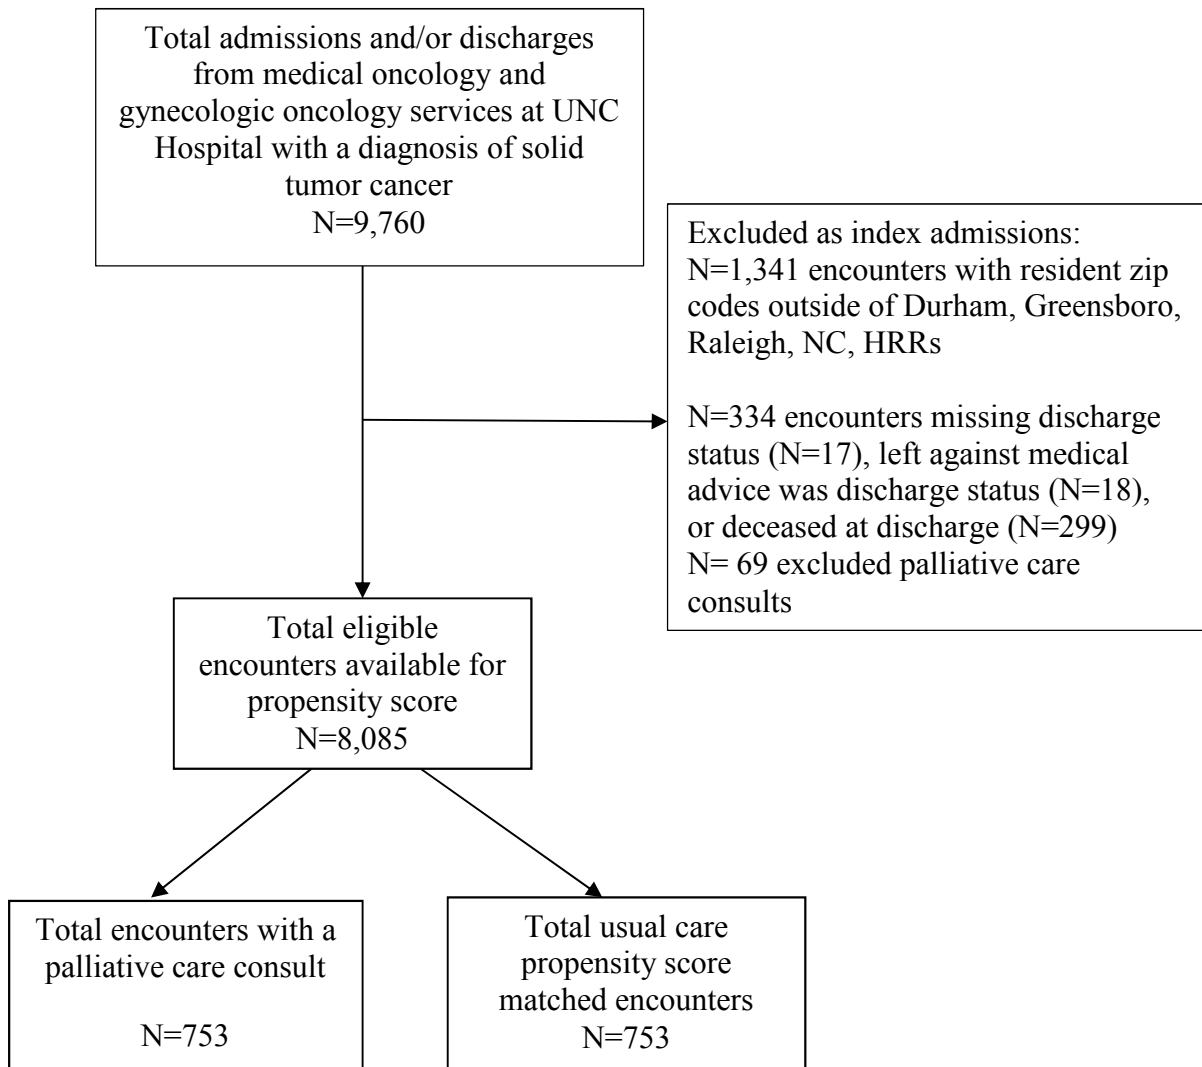 Total admissions and/or discharges
from medical oncology and
gynecologic oncology services at UNC
Hospital with a diagnosis of solid
tumor cancer
N=9,760
Excluded as index admissions:
N=1,341 encounters with resident zip
codes outside of Durham, Greensboro,
Raleigh, NC, HRRs
N=334 encounters missing discharge
status (N=17), left against medical
advice was discharge status (N=18),
or deceased at discharge (N=299)
N= 69 excluded palliative care
consults
Total eligible
encounters available for
propensity score
N=8,085
Total encounters with a
palliative care consult
N=753
Total usual care
propensity score
matched encounters
N=753